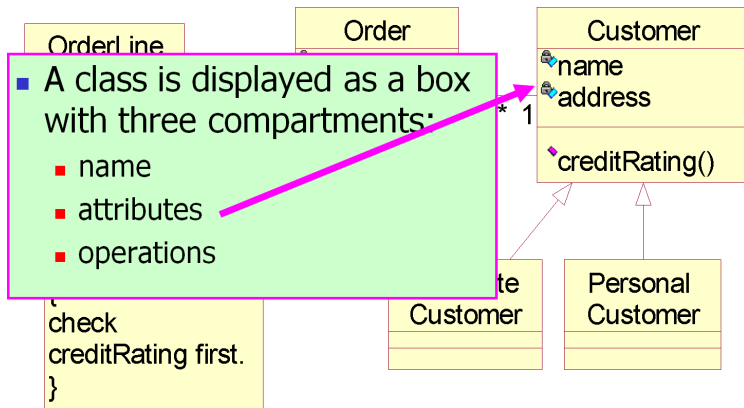 OrderLine
Order
Customer
A class is displayed as a box
with three compartments:
name
attributes
operations
name
address
* 1
creditRating()
te
Customer
Personal
Customer
{
check
creditRating first.
}